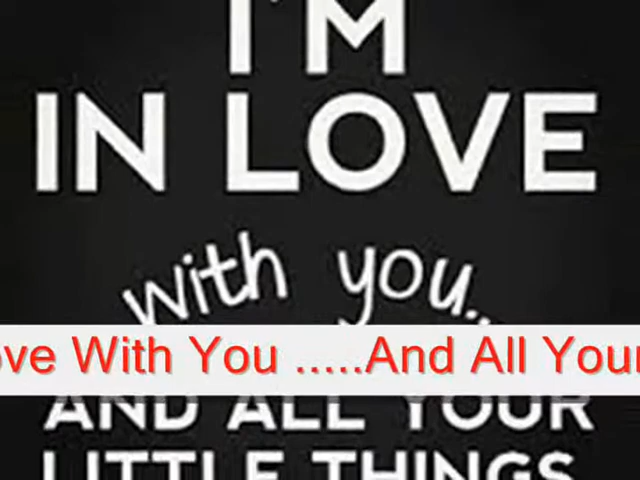 I'M
IN LOVE
with you..
ove With You .....And All Your
AND ALL YOUR
LITTLE THINGS